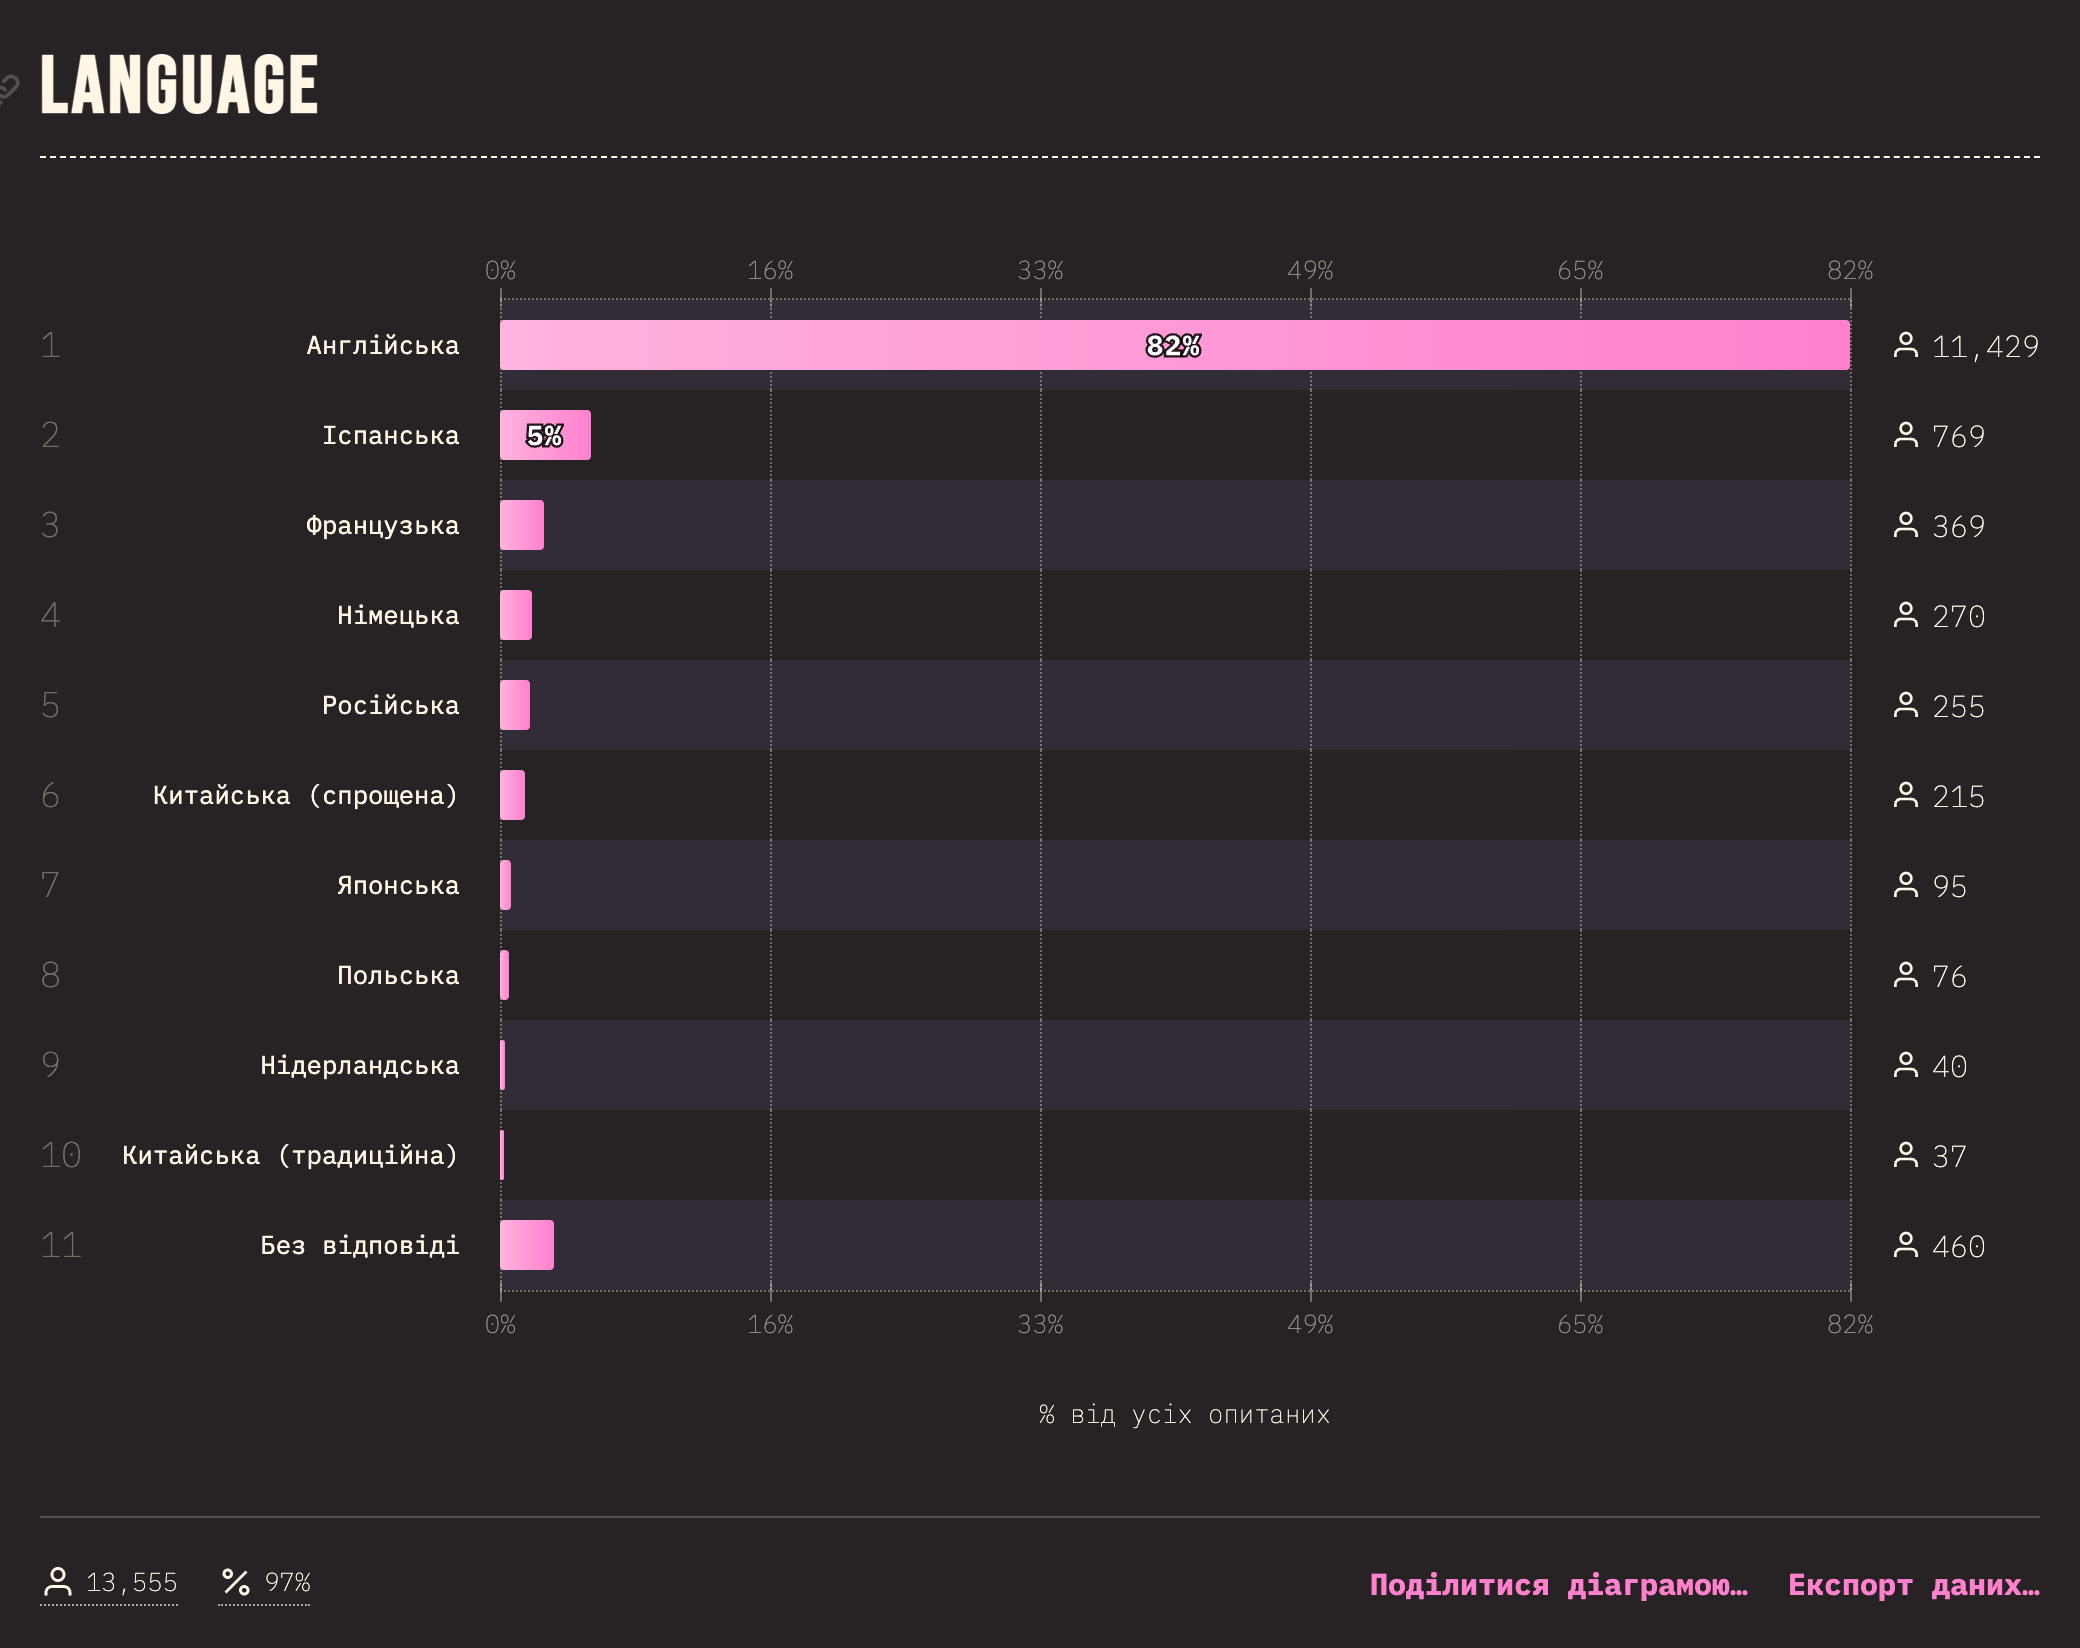 LANGUAGE
0% 16% 33% 49% 65% 82%
1 Англійська 82% 11,429
2 Іспанська 5% 769
3 Французька 369
4 Німецька 270
5 Російська 255
6 Китайська (спрощена) 215
7 Японська 95
8 Польська 76
9 Нідерландська 40
10 Китайська (традиційна) 37
11 Без відповіді 460
0% 16% 33% 49% 65% 82%
% від усіх опитаних
13,555 97% Поділитися діаграмою… Експорт даних…